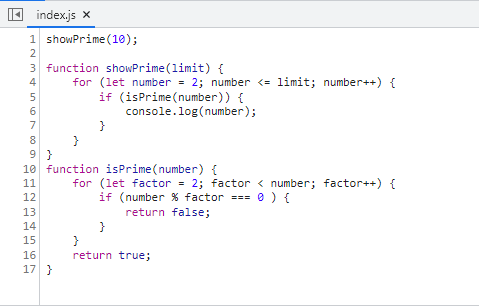 index.js
1 showPrime(10);
2
3 function showPrime(limit) {
4     for (let number = 2; number <= limit; number++) {
5         if (isPrime(number)) {
6             console.log(number);
7         }
8     }
9 }
10 function isPrime(number) {
11     for (let factor = 2; factor < number; factor++) {
12         if (number % factor === 0 ) {
13             return false;
14         }
15     }
16     return true;
17 }